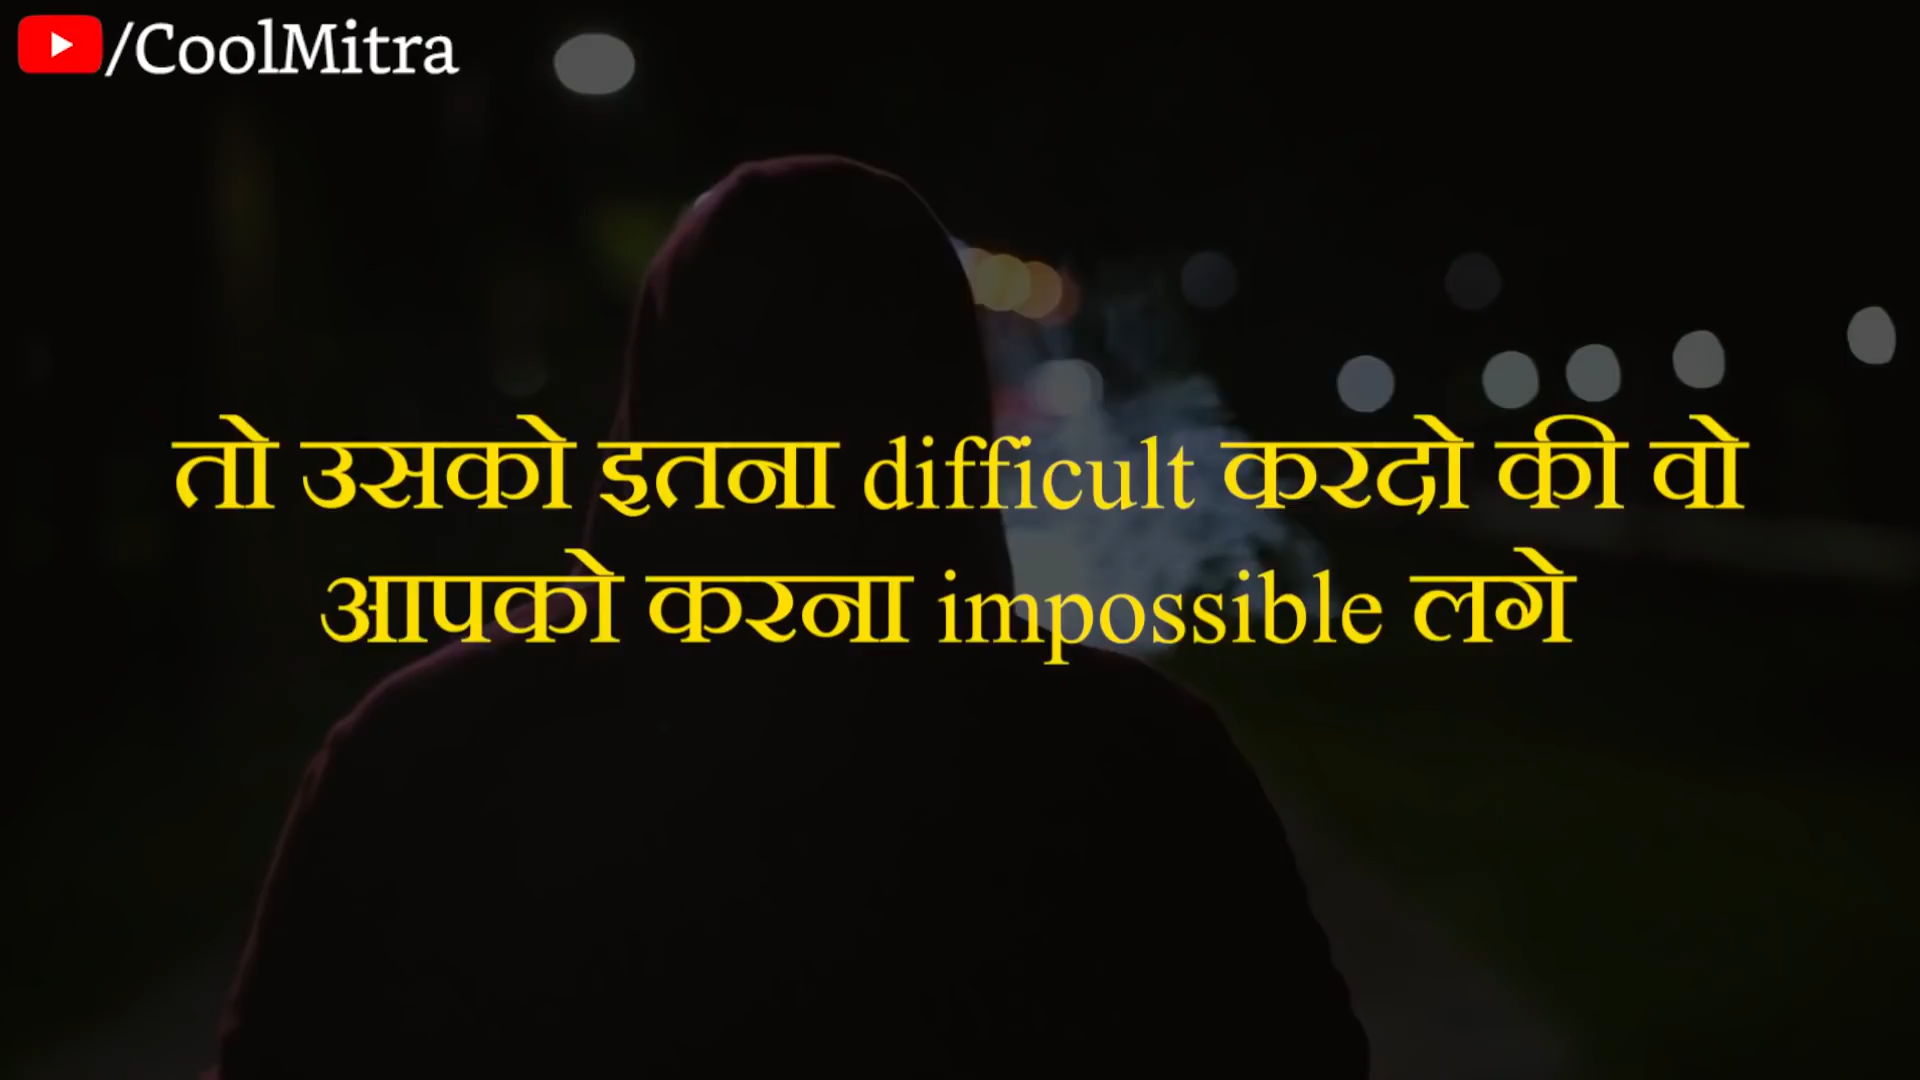 /CoolMitra
तो उसको इतना difficult करदो की वो
आपको करना impossible लगे